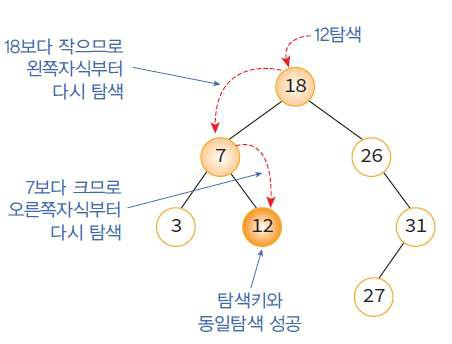 12탐색
18보다 작으므로
왼쪽자식부터
다시 탐색
18
7
26
7보다 크므로
오른쪽자식부터
다시 탐색
3
12
31
27
탐색키와
동일탐색 성공